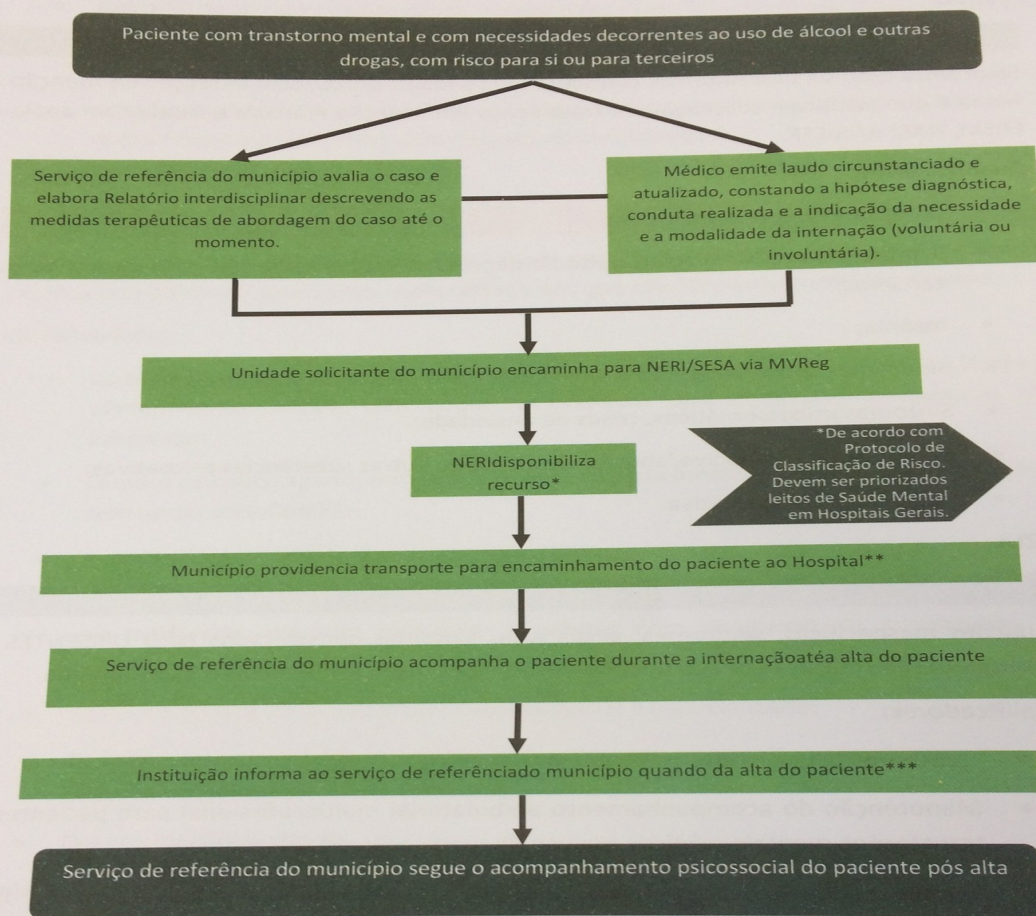 Paciente com transtorno mental e com necessidades decorrentes ao uso de álcool e outras
drogas, com risco para si ou para terceiros
Serviço de referência do município avalia o caso e
elabora Relatório interdisciplinar descrevendo as
medidas terapêuticas de abordagem do caso até o
momento.
Médico emite laudo circunstanciado e
atualizado, constando a hipótese diagnóstica,
conduta realizada e a indicação da necessidade
e a modalidade da internação (voluntária ou
involuntária).
Unidade solicitante do município encaminha para NERI/SESA via MVReg
NERIdisponibiliza
recurso*
*De acordo com
Protocolo de
Classificação de Risco.
Devem ser priorizados
leitos de Saúde Mental
em Hospitais Gerais.
Município providencia transporte para encaminhamento do paciente ao Hospital**
Serviço de referência do município acompanha o paciente durante a internaçãoatéa alta do paciente
Instituição informa ao serviço de referênciado município quando da alta do paciente***
Serviço de referência do município segue o acompanhamento psicossocial do paciente pós alta